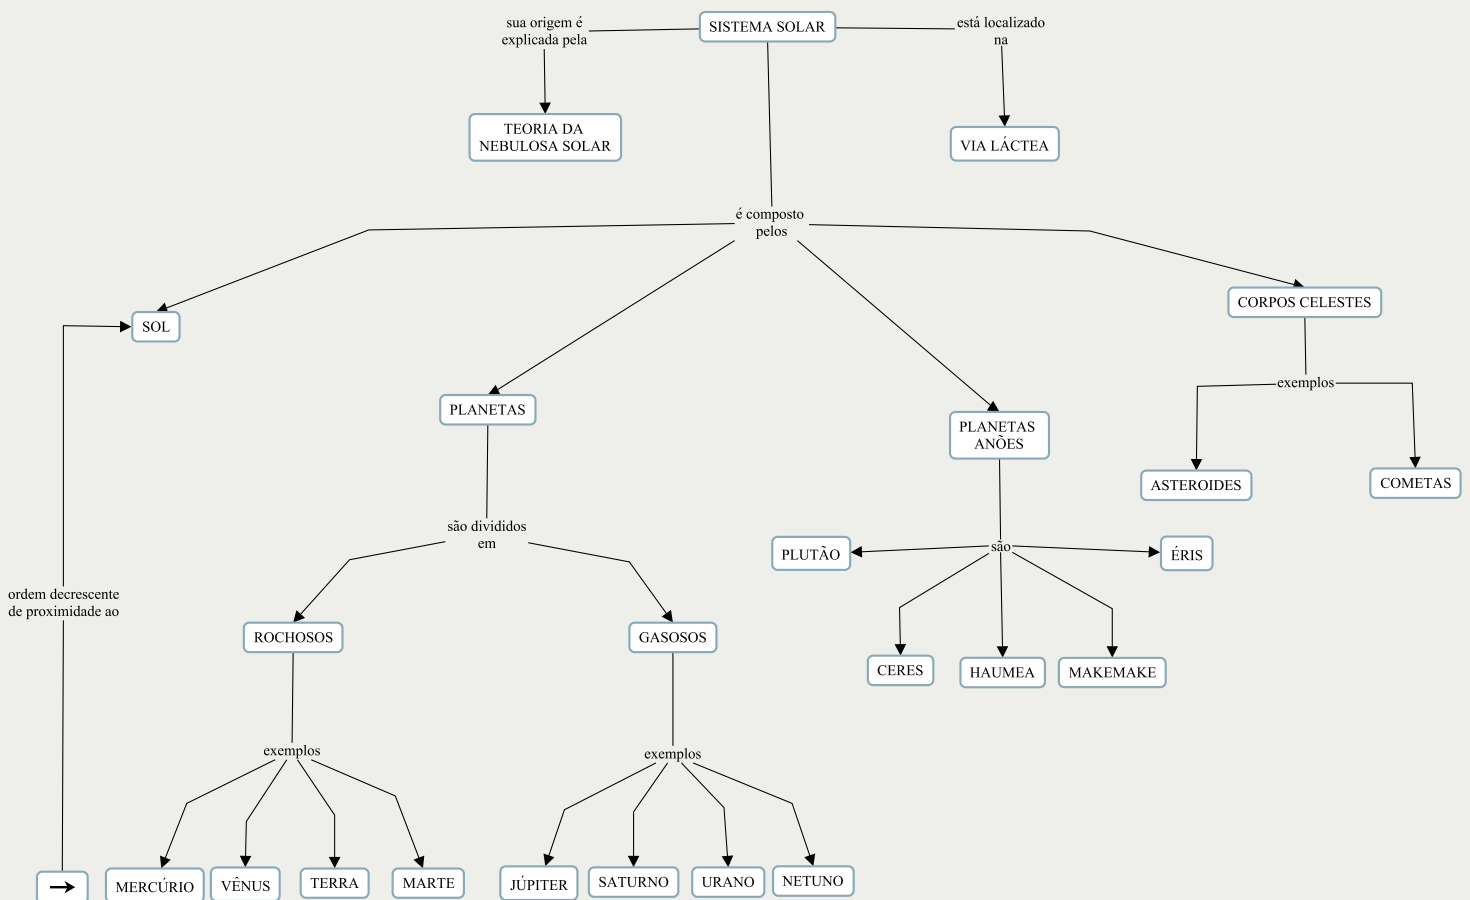 sua origem é
explicada pela
SISTEMA SOLAR
está localizado
na
TEORIA DA
NEBULOSA SOLAR
VIA LÁCTEA
é composto
pelos
SOL
CORPOS CELESTES
PLANETAS
PLANETAS
ANÕES
exemplos
ASTEROIDES
COMETAS
são divididos
em
são
PLUTÃO
ÉRIS
CERES
HAUMEA
MAKEMAKE
ordem decrescente
de proximidade ao
ROCHOSOS
GASOSOS
exemplos
exemplos
→
MERCÚRIO
VÊNUS
TERRA
MARTE
JÚPITER
SATURNO
URANO
NETUNO